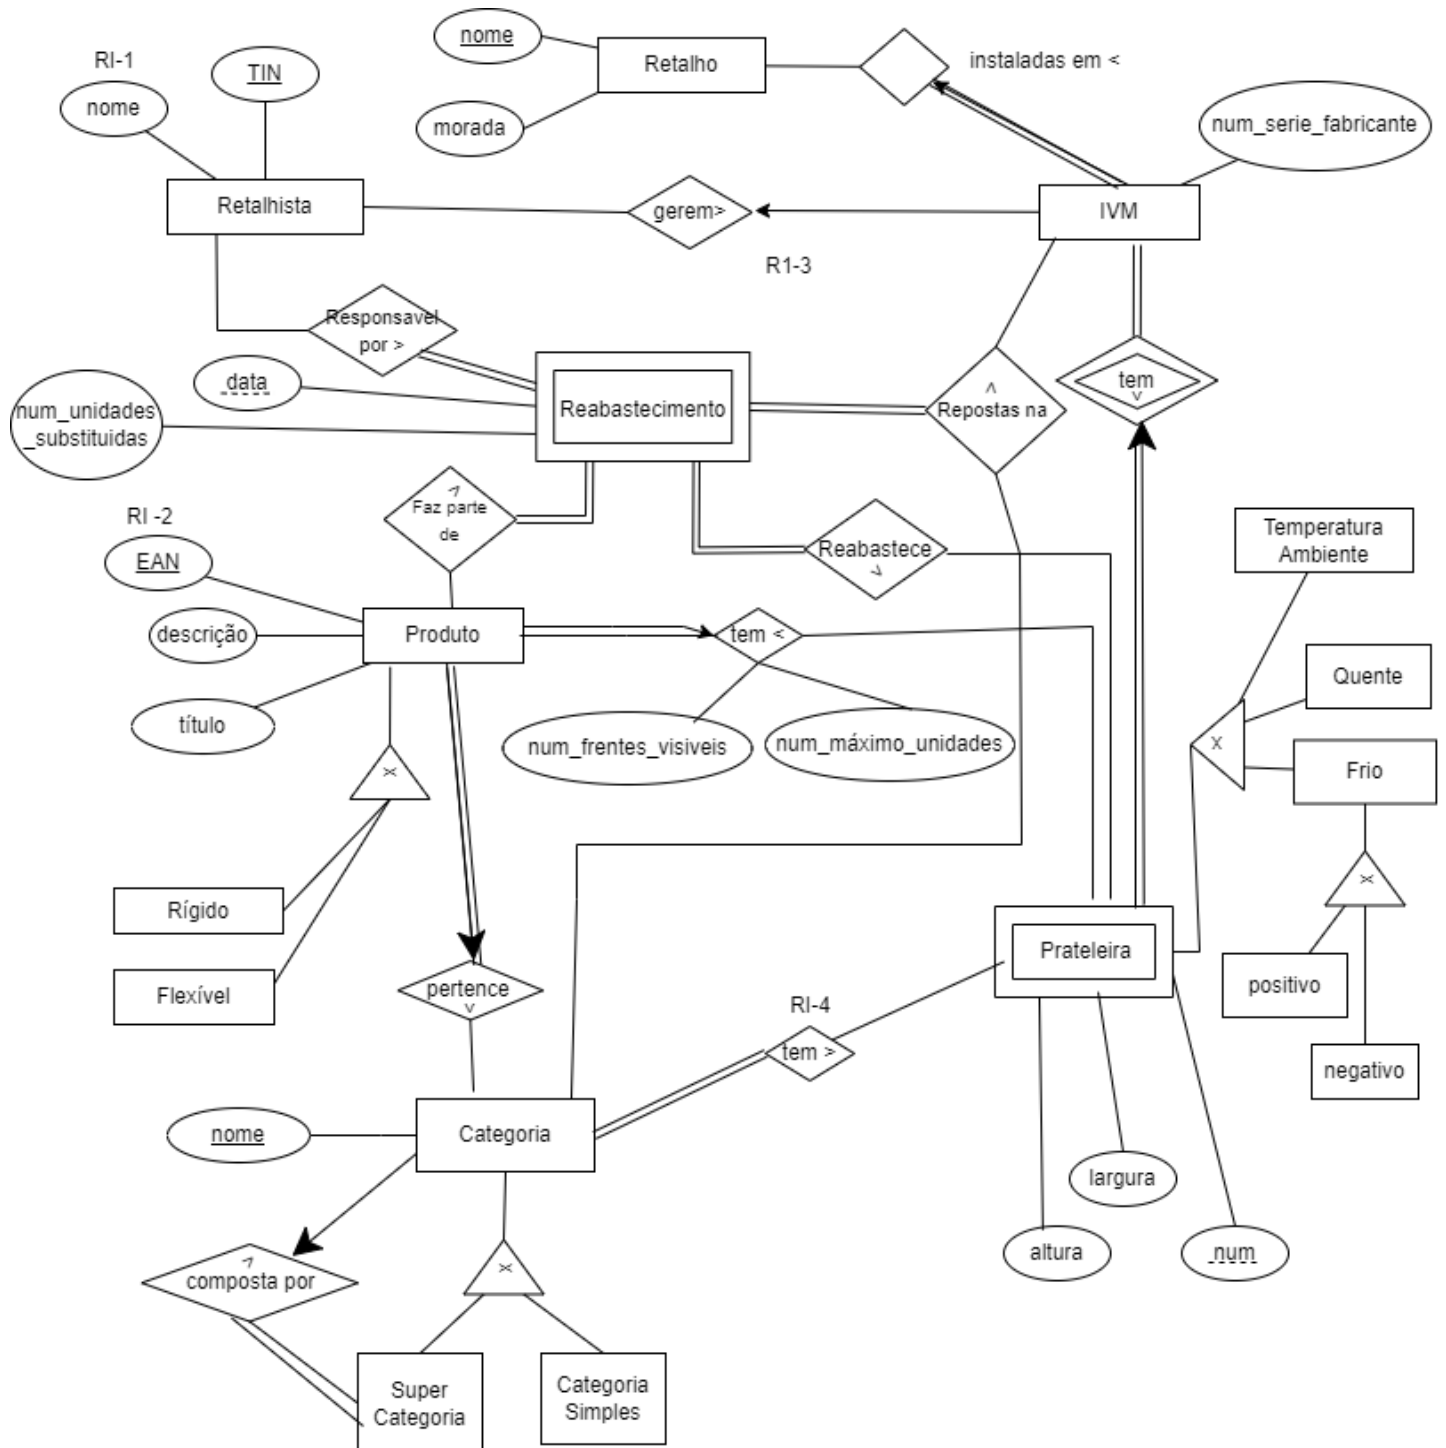 nome
Retalho
instaladas em <
RI-1
TIN
nome
morada
num_serie_fabricante
Retalhista
gerem>
IVM
R1-3
Responsavel
por >
data
Reabastecimento
^
Repostas na
tem
v
num_unidades
_substituidas
>
Faz parte
de
RI -2
EAN
Reabastece
v
Temperatura
Ambiente
descrição
Produto
tem <
Quente
título
num_frentes_visiveis
num_máximo_unidades
x
Frio
x
x
Rígido
Flexível
pertence
v
Prateleira
positivo
RI-4
tem >
negativo
nome
Categoria
largura
altura
num
>
composta por
x
Super
Categoria
Categoria
Simples